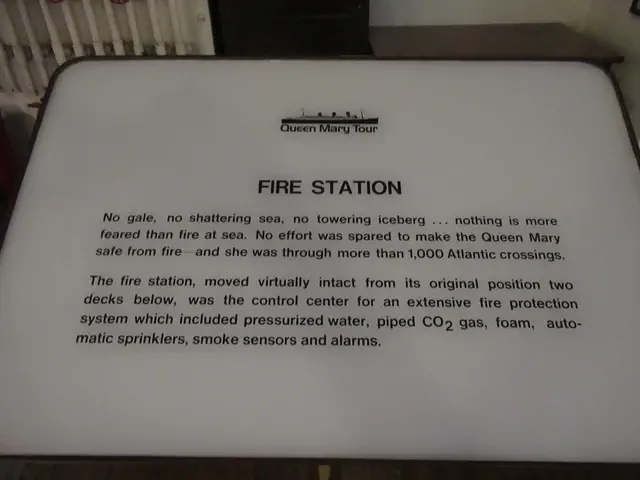 Queen Mary Tour
FIRE STATION
No gale, no shattering sea, no towering iceberg ... nothing is more
feared than fire at sea. No effort was spared to make the Queen Mary
safe from fire—and she was through more than 1,000 Atlantic crossings.
The fire station, moved virtually intact from its original position two
decks below, was the control center for an extensive fire protection
system which included pressurized water, piped CO2 gas, foam, auto-
matic sprinklers, smoke sensors and alarms.